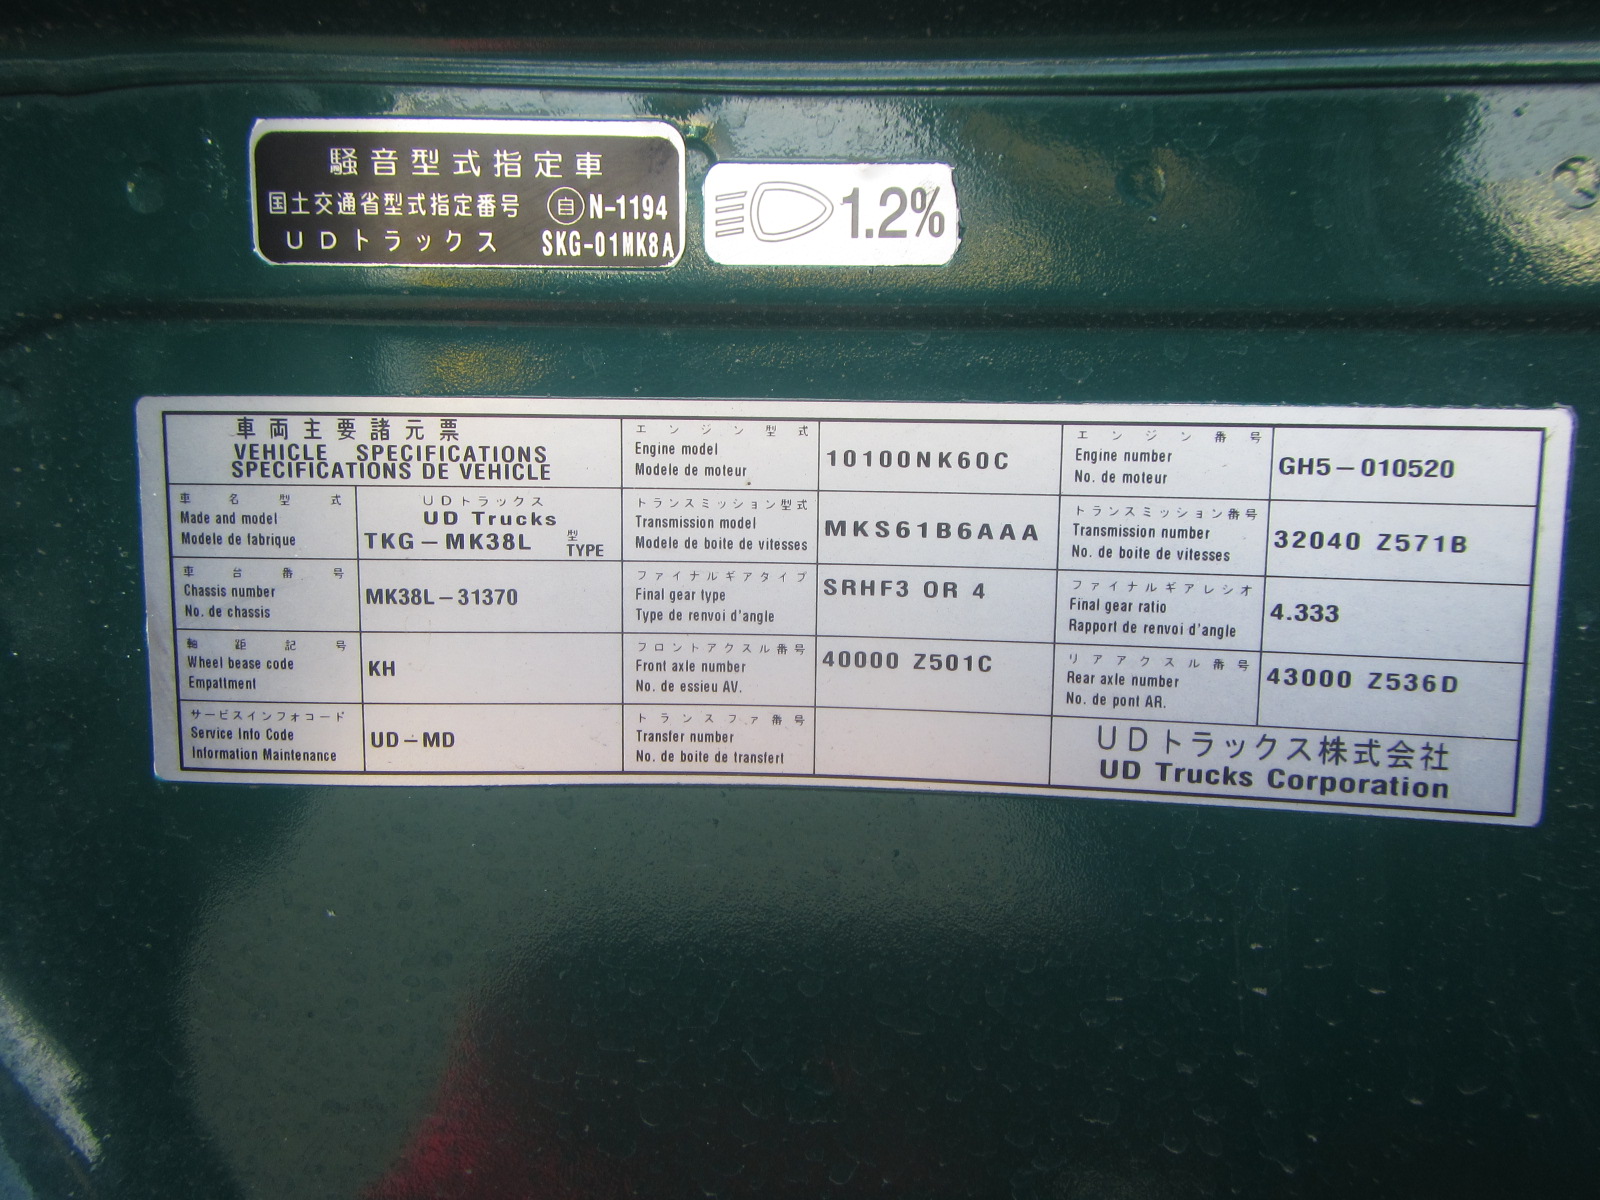 騒音型式指定車
国土交通省型式指定番号 自 N-1194
UDトラックス SKG-01MK8A
1.2%
車両主要諸元票
VEHICLE SPECIFICATIONS
SPECIFICATIONS DE VEHICLE
車名型式
Made and model
Modele de fabrique
UDトラックス
UD Trucks
TKG-MK38L 型 TYPE
車台番号
Chassis number
No. de chassis
MK38L-31370
軸距記号
Wheel bease code
Empattment
KH
サービスインフォコード
Service Info Code
Information Maintenance
UD-MD
エンジン型式
Engine model
Modele de moteur
10100NK60C
トランスミッション型式
Transmission model
Modele de boite de vitesses
MKS61B6AAA
ファイナルギアタイプ
Final gear type
Type de renvoi d'angle
SRHF3 OR 4
フロントアクスル番号
Front axle number
No. de essieu AV.
40000 Z501C
トランスファ番号
Transfer number
No. de boite de transfert
エンジン番号
Engine number
No. de moteur
GH5-010520
トランスミッション番号
Transmission number
No. de boite de vitesses
32040 Z571B
ファイナルギアレシオ
Final gear ratio
Rapport de renvoi d'angle
4.333
リアアクスル番号
Rear axle number
No. de pont AR.
43000 Z536D
UDトラックス株式会社
UD Trucks Corporation